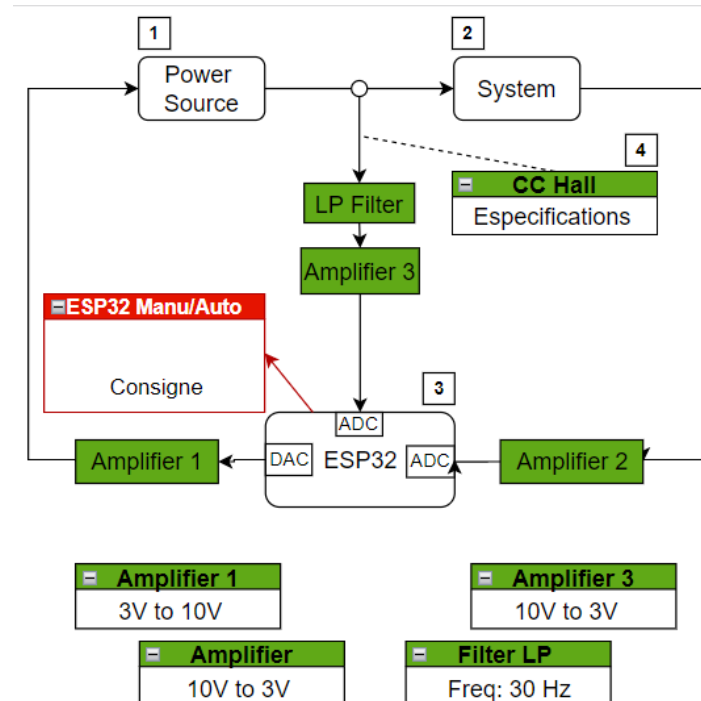 1
2
Power
Source
System
4
CC Hall
Especifications
LP Filter
Amplifier 3
ESP32 Manu/Auto
Consigne
3
ADC
Amplifier 1
DAC
ESP32
ADC
Amplifier 2
Amplifier 1
3V to 10V
Amplifier 3
10V to 3V
Amplifier
10V to 3V
Filter LP
Freq: 30 Hz